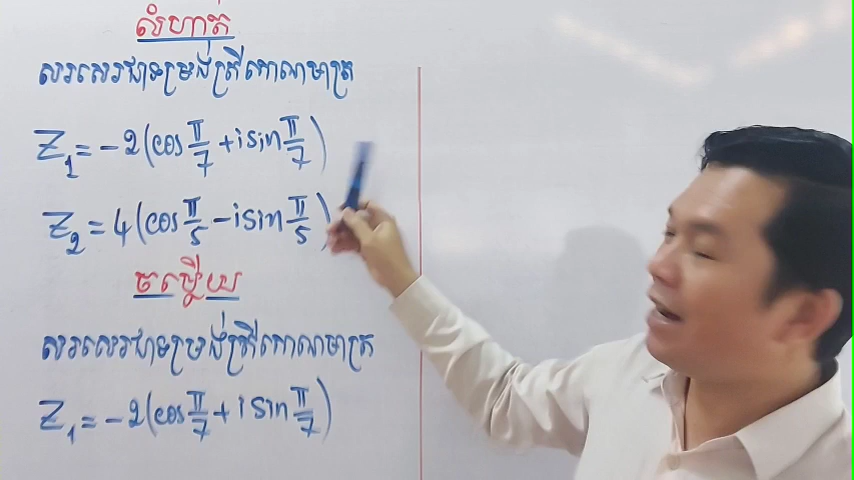 លំហាត់
សរសេរជាទម្រង់ត្រីកោណមាត្រ
Z₁ = -2(cos π/7 + i sin π/7)
Z₂ = 4(cos π/5 - i sin π/5)
ចម្លើយ
សរសេរជាទម្រង់ត្រីកោណមាត្រ
Z₁ = -2(cos π/7 + i sin π/7)